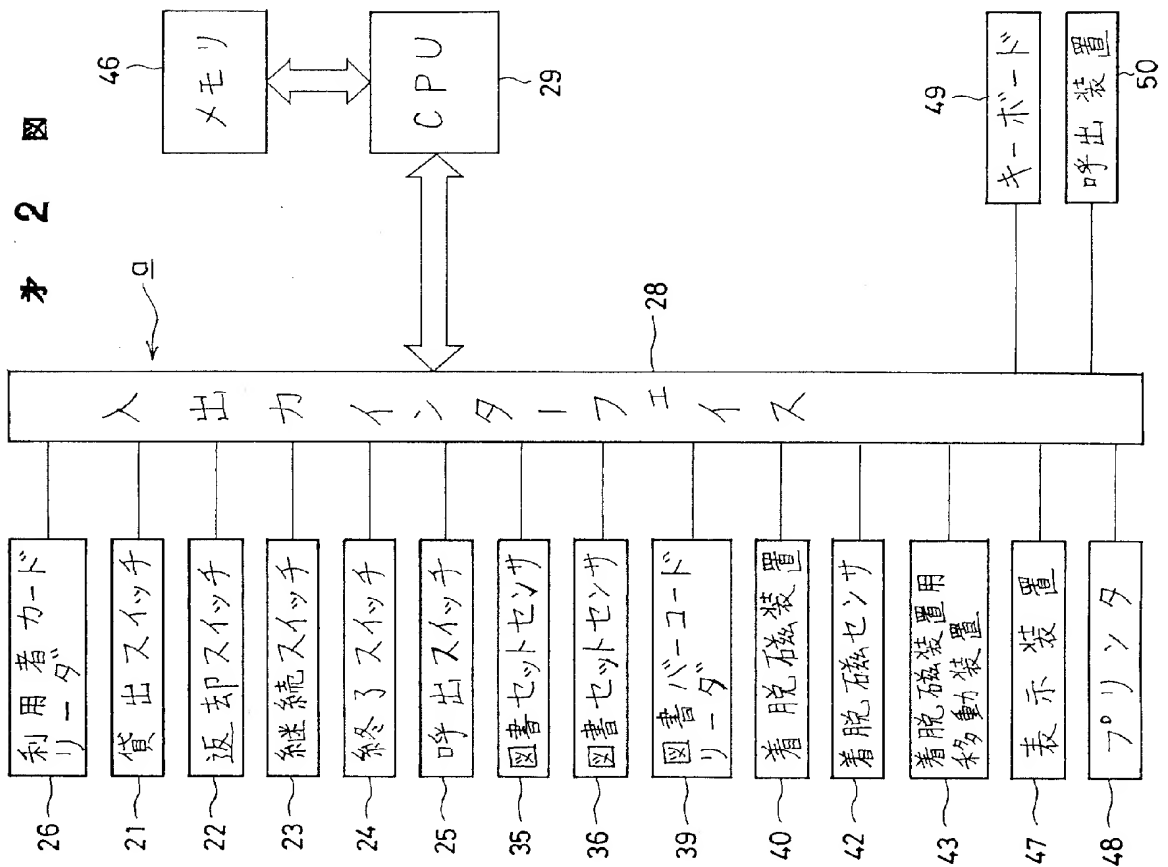 才 2 図
a
メモリ
46
CPU
29
入出力インターフェイス
28
利用者カード
リーダ
26
貸出スイッチ
21
返却スイッチ
22
継続スイッチ
23
終了スイッチ
24
呼出スイッチ
25
図書セットセンサ
35
図書セットセンサ
36
図書バーコード
リーダ
39
着脱磁装置
40
着脱磁センサ
42
着脱磁装置用
移動装置
43
表示装置
47
プリンタ
48
キーボード
49
呼出装置
50